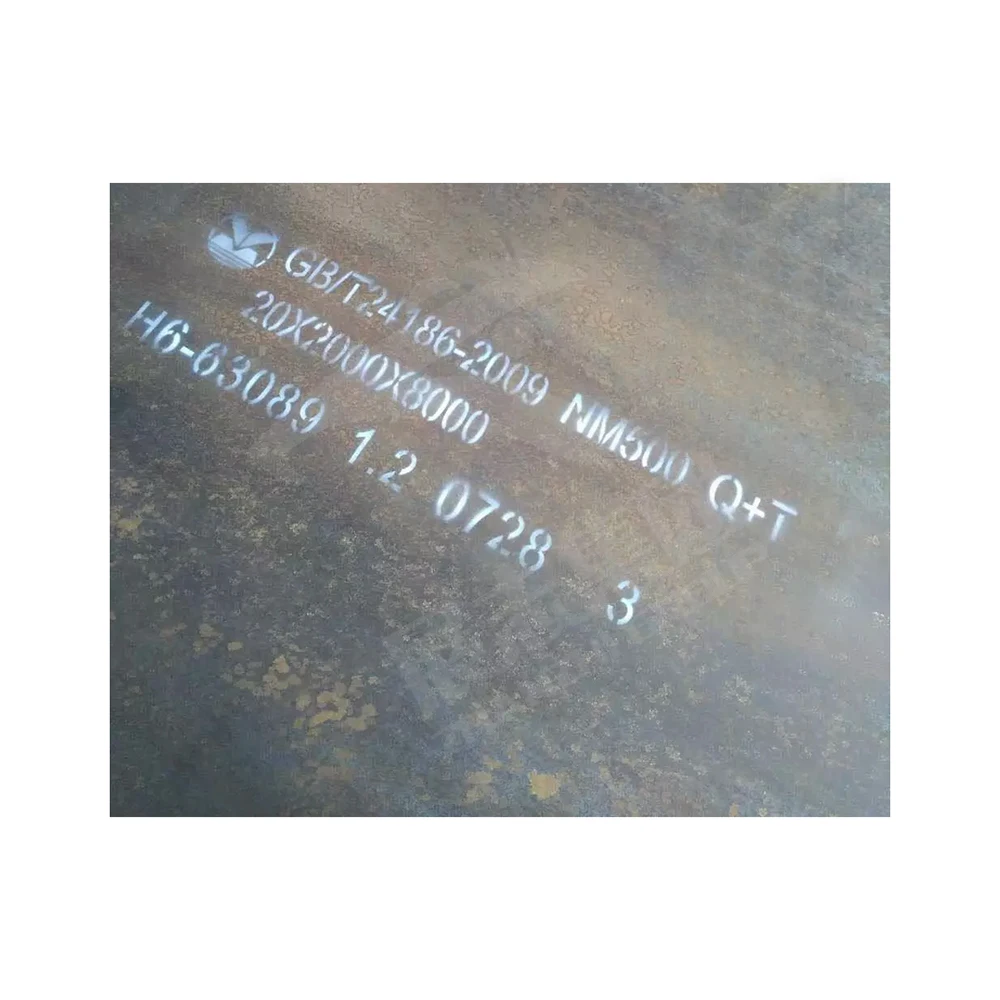 GB/T24186-2009 NM500 Q+T
20X2000X8000
H6-63089 1.2 0728 3